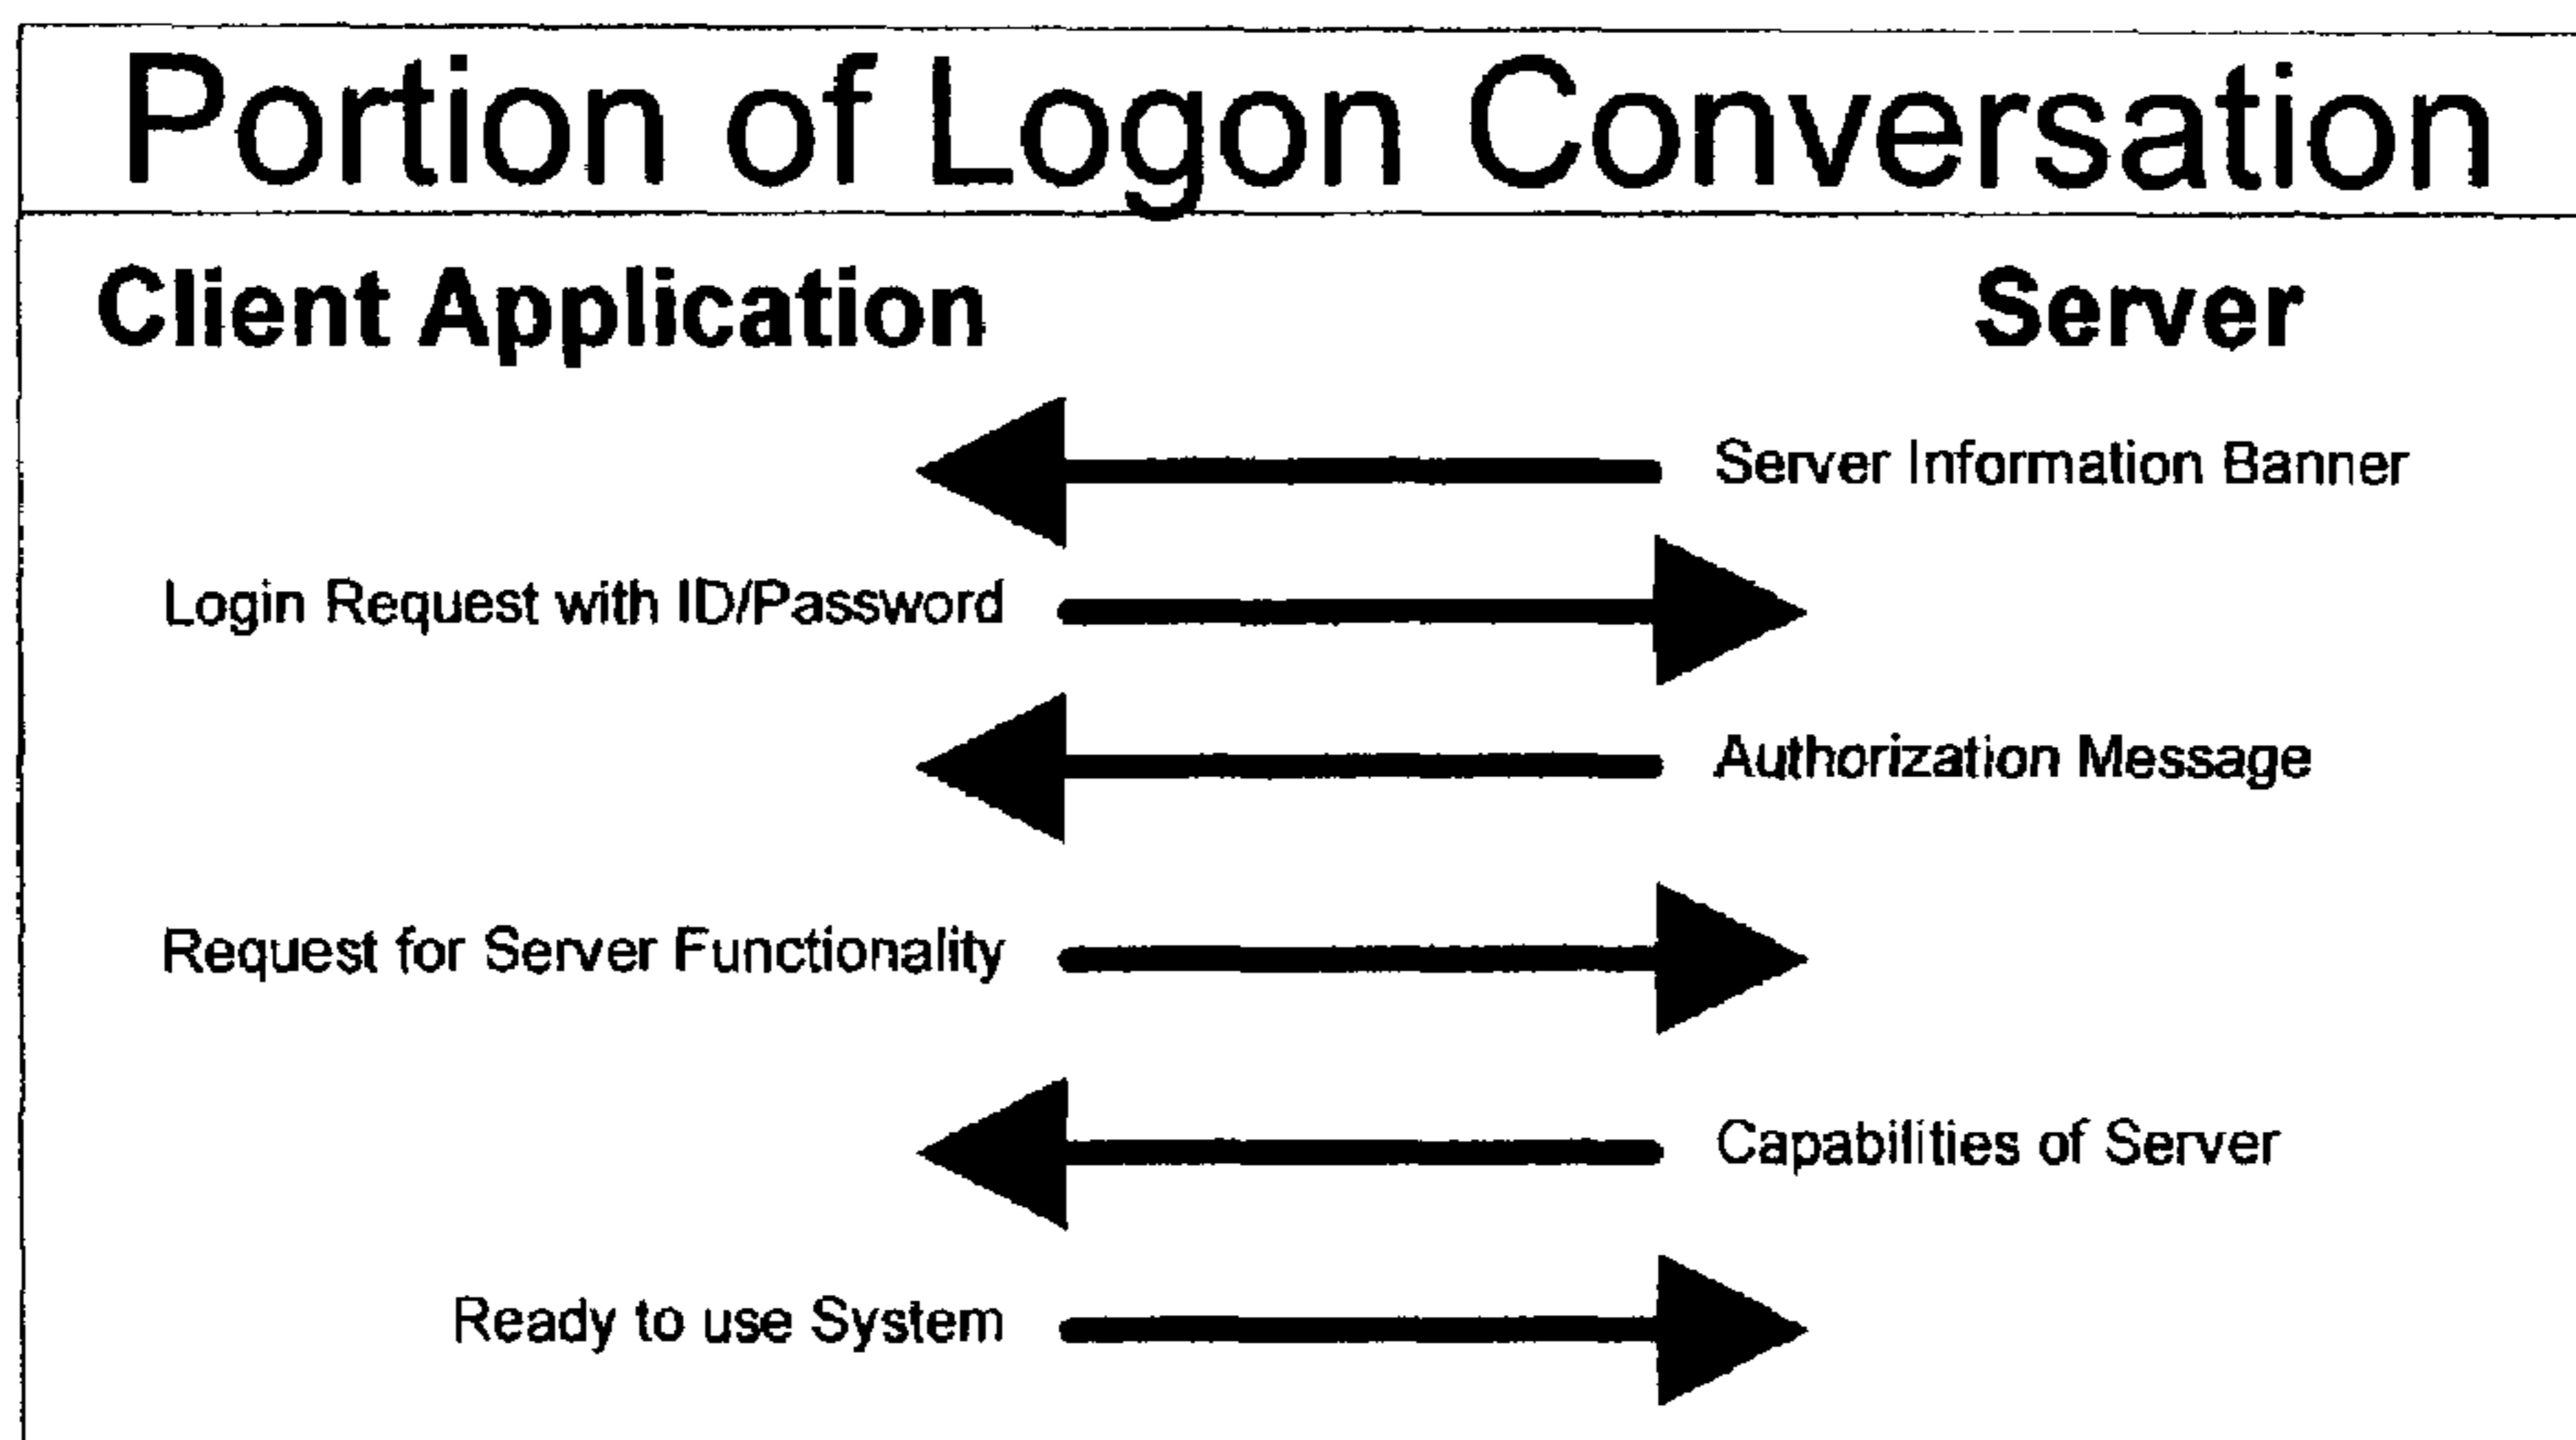 Portion of Logon Conversation
Client Application
Server
Server Information Banner
Login Request with ID/Password
Authorization Message
Request for Server Functionality
Capabilities of Server
Ready to use System